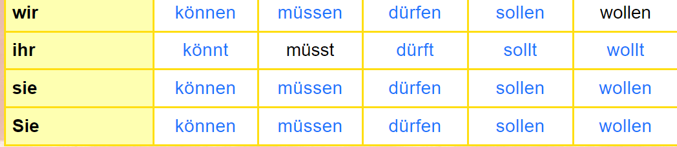 wir können müssen dürfen sollen wollen
ihr könnt müsst dürft sollt wollt
sie können müssen dürfen sollen wollen
Sie können müssen dürfen sollen wollen